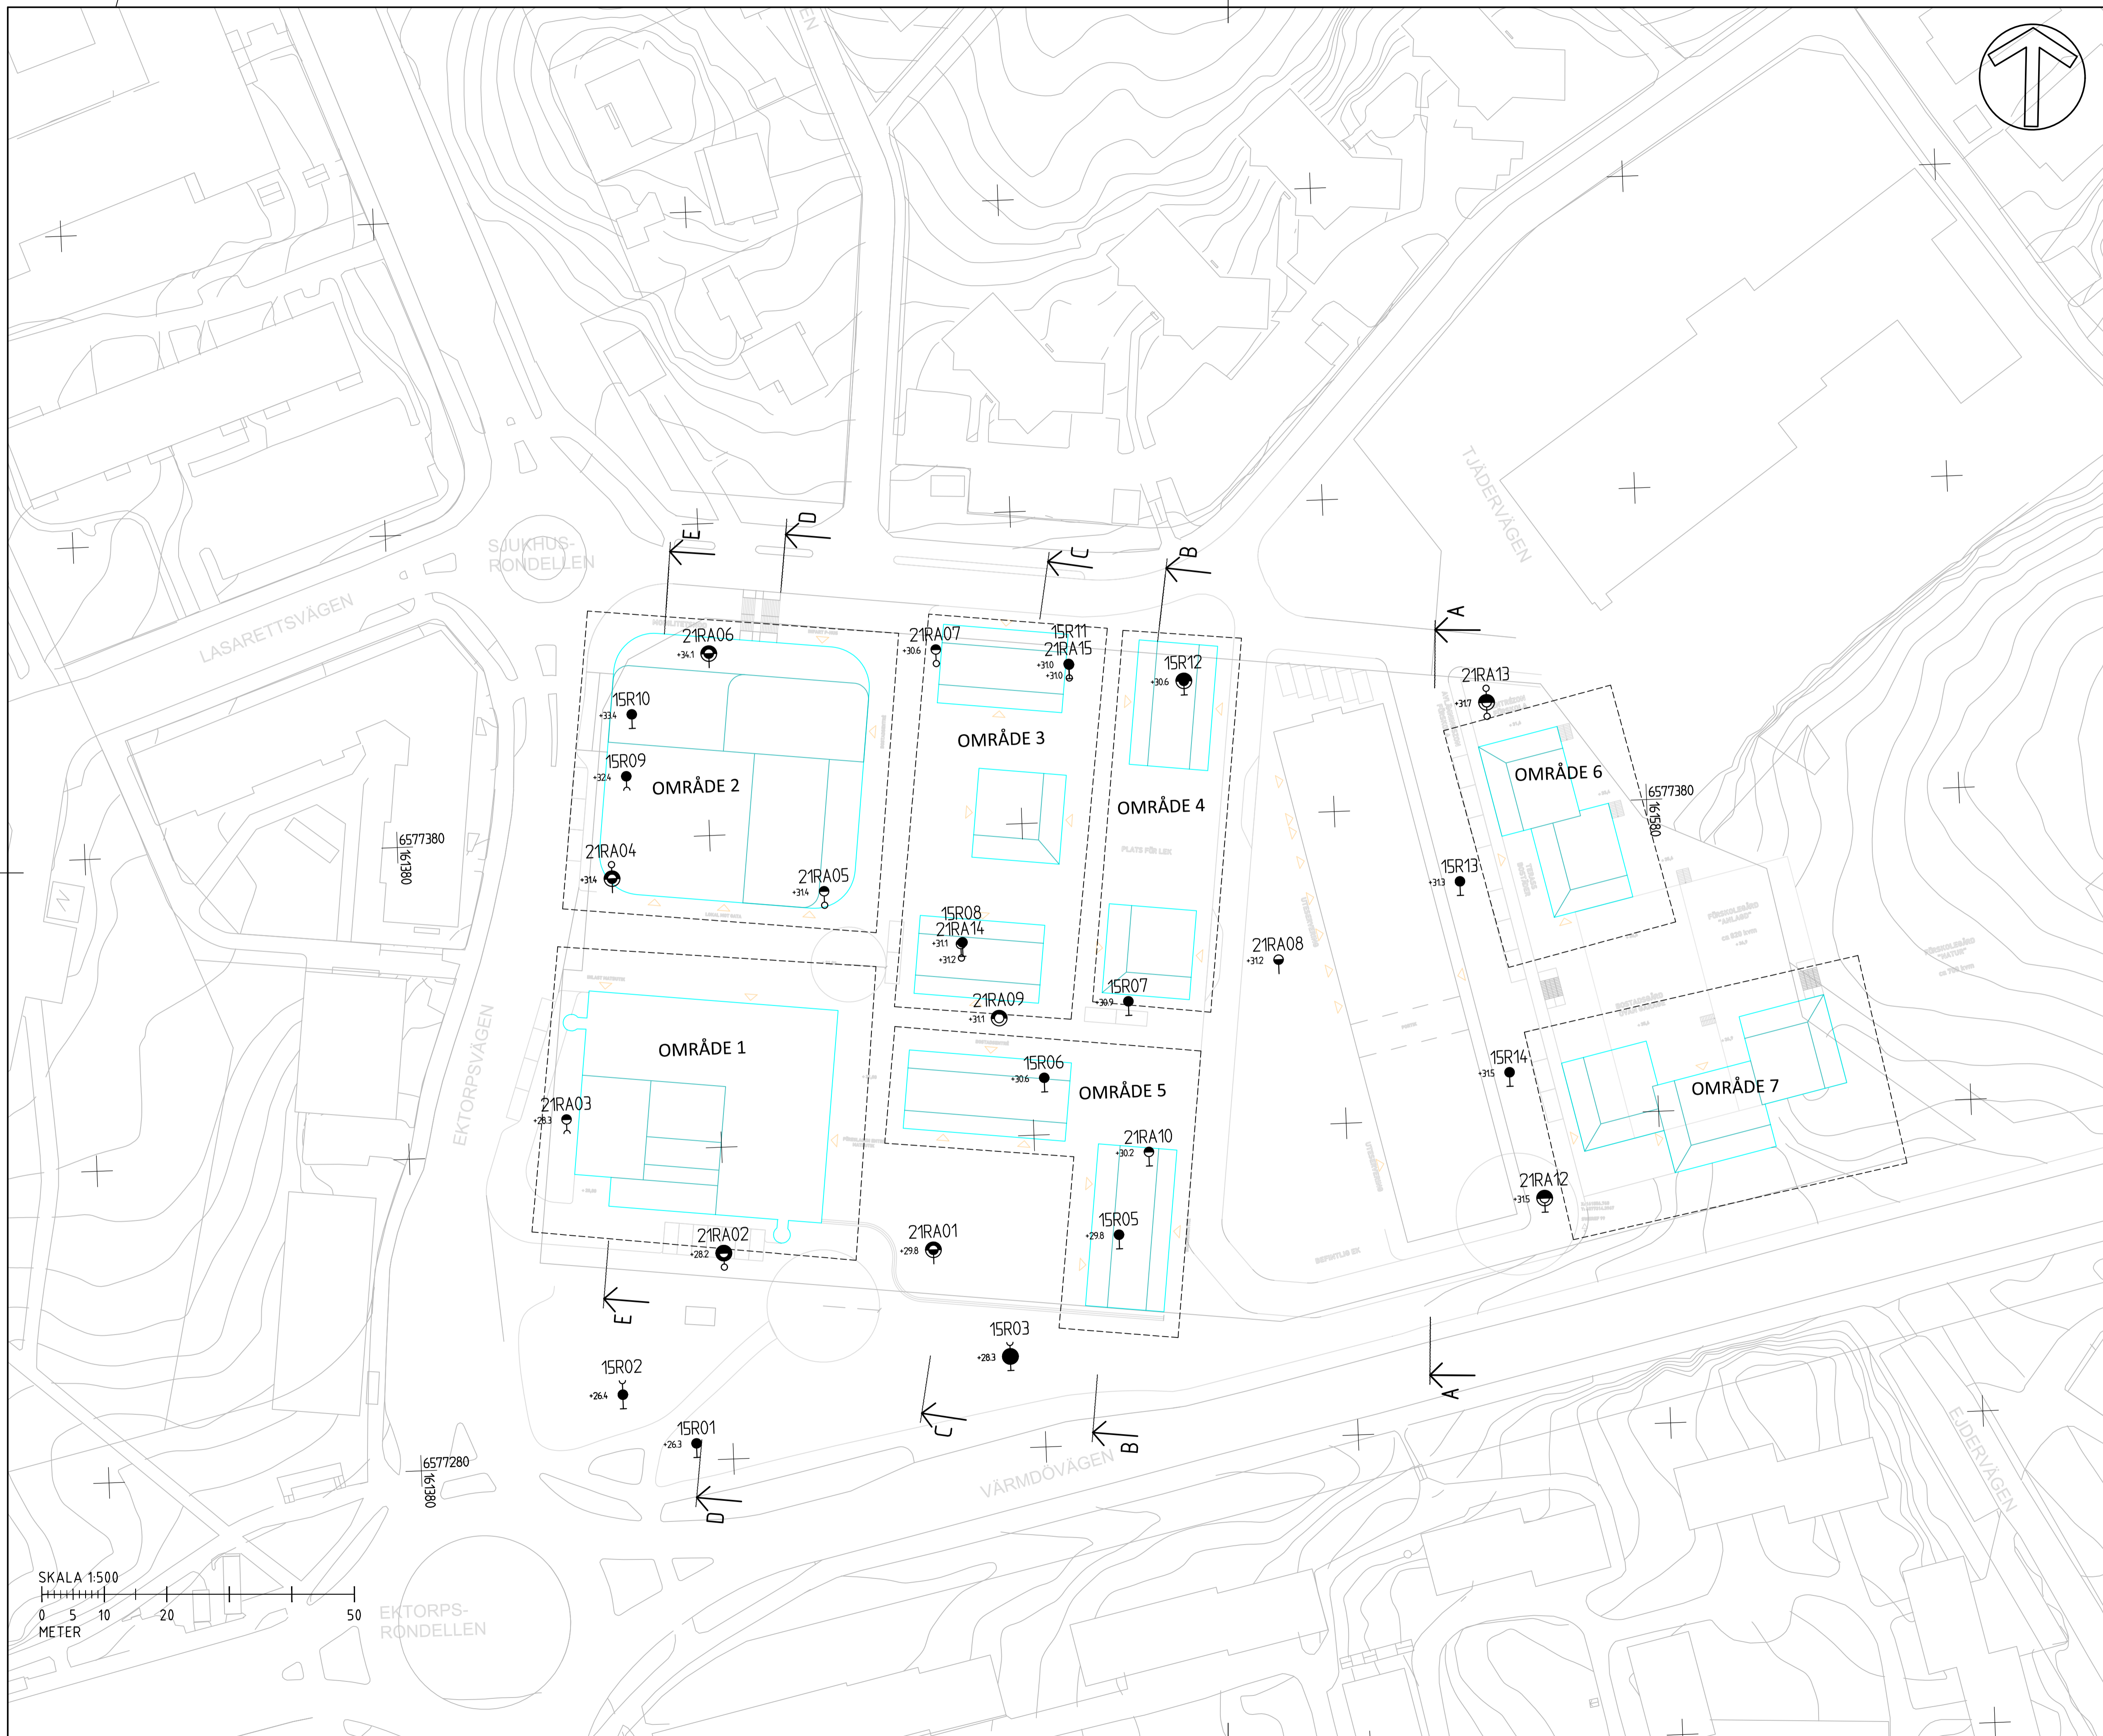 SJUKHUS-
RONDELLEN
LASARETTSVÄGEN
TJÄDERVÄGEN
E
D
C
B
A
21RA06
+34.1
21RA07
+30.6
15R11
21RA15
+31.0
+31.0
15R12
+30.6
21RA13
+31.7
15R10
+33.4
OMRÅDE 3
15R09
+32.4
OMRÅDE 2
OMRÅDE 6
OMRÅDE 4
6577380
161580
6577380
161380
PLATS FÖR LEK
21RA04
+31.4
21RA05
+31.4
15R13
+31.3
15R08
21RA14
+31.1
+31.2
21RA08
+31.2
FÖRSKOLEGÅRD
15R07
+30.9
21RA09
+31.1
EKTORPSVÄGEN
OMRÅDE 1
15R06
+30.6
OMRÅDE 5
15R14
+31.5
OMRÅDE 7
21RA03
+28.3
21RA10
+30.2
21RA12
+31.5
15R05
+29.8
21RA02
+28.2
21RA01
+29.8
BEFINTLIG ICA
E
15R03
+28.3
15R02
+26.4
A
C
B
15R01
+26.3
D
VÄRMDÖVÄGEN
EJDERVÄGEN
6577280
161380
SKALA 1:500
0 5 10 20 50
METER
EKTORPS-
RONDELLEN